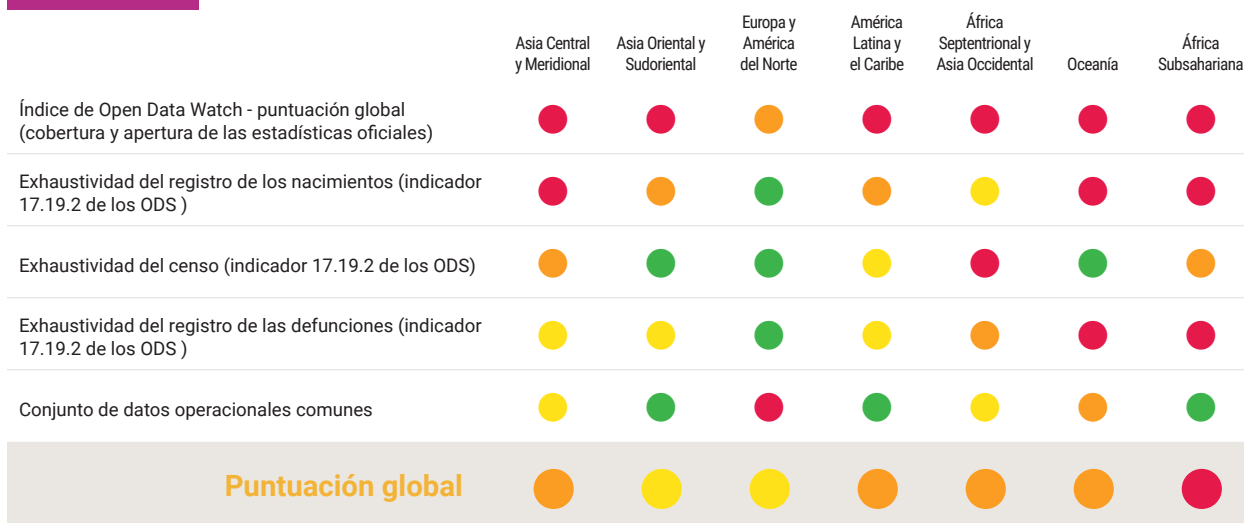 Asia Central
y Meridional
Asia Oriental y
Sudoriental
Europa y
América
del Norte
América
Latina y
el Caribe
África
Septentrional y
Asia Occidental
Oceanía
África
Subsahariana
Índice de Open Data Watch - puntuación global
(cobertura y apertura de las estadísticas oficiales)
Exhaustividad del registro de los nacimientos (indicador
17.19.2 de los ODS )
Exhaustividad del censo (indicador 17.19.2 de los ODS)
Exhaustividad del registro de las defunciones (indicador
17.19.2 de los ODS )
Conjunto de datos operacionales comunes
Puntuación global